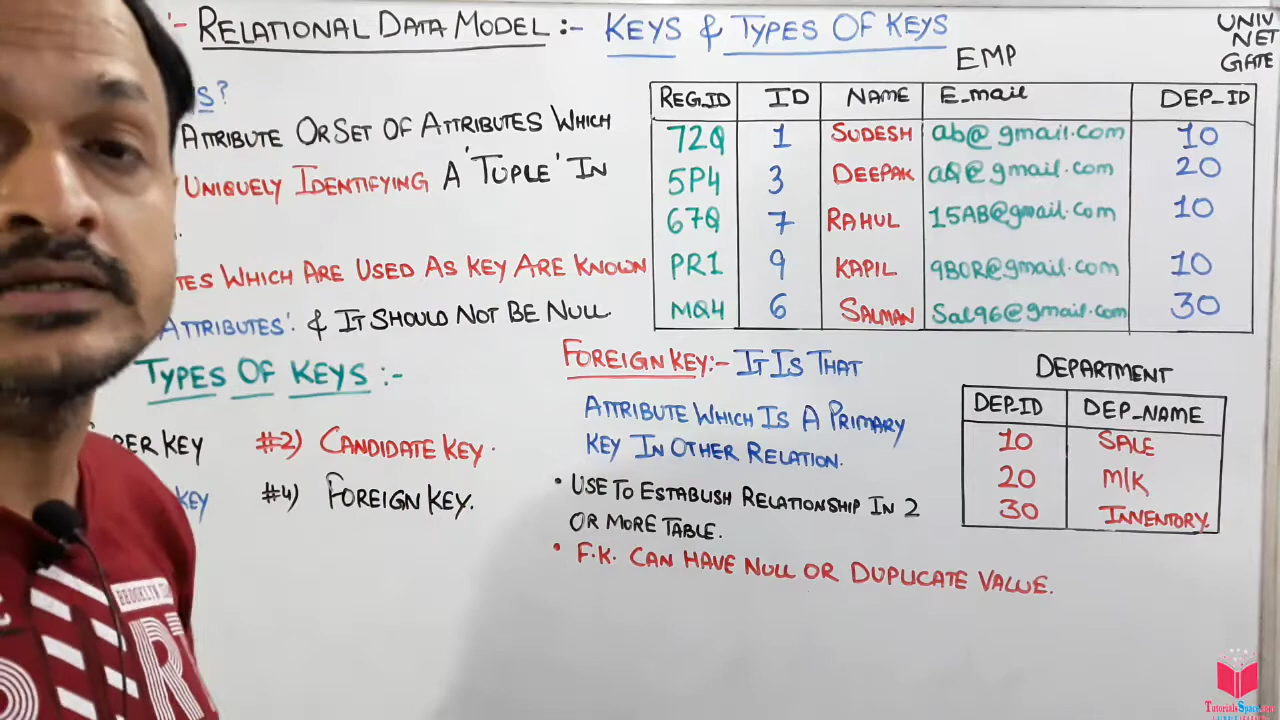 :- RELATIONAL DATA MODEL :- KEYS & TYPES OF KEYS
UNIV
NET
GATE
S?
ATTRIBUTE OR SET OF ATTRIBUTES WHICH
UNIQUELY IDENTIFYING A 'TUPLE' IN
TES WHICH ARE USED AS KEY ARE KNOWN
ATTRIBUTES'. & IT SHOULD NOT BE NULL.
EMP
REG.ID ID NAME E_mail DEP_ID
72Q 1 SUDESH ab@gmail.com 10
5P4 3 DEEPAK aQ@gmail.com 20
67Q 7 RAHUL 15AB@gmail.com 10
PR1 9 KAPIL 9BOR@gmail.com 10
MQ4 6 SALMAN Sal96@gmail.com 30
TYPES OF KEYS :-
PER KEY #2) CANDIDATE KEY.
KEY #4) FOREIGN KEY.
FOREIGN KEY:- IT IS THAT
ATTRIBUTE WHICH IS A PRIMARY
KEY IN OTHER RELATION.
• USE TO ESTABLISH RELATIONSHIP IN 2
OR MORE TABLE.
• F.K. CAN HAVE NULL OR DUPLICATE VALUE.
DEPARTMENT
DEP_ID DEP_NAME
10 SALE
20 M/K
30 INVENTORY.
BROOKLYN
TutorialsSpace.com